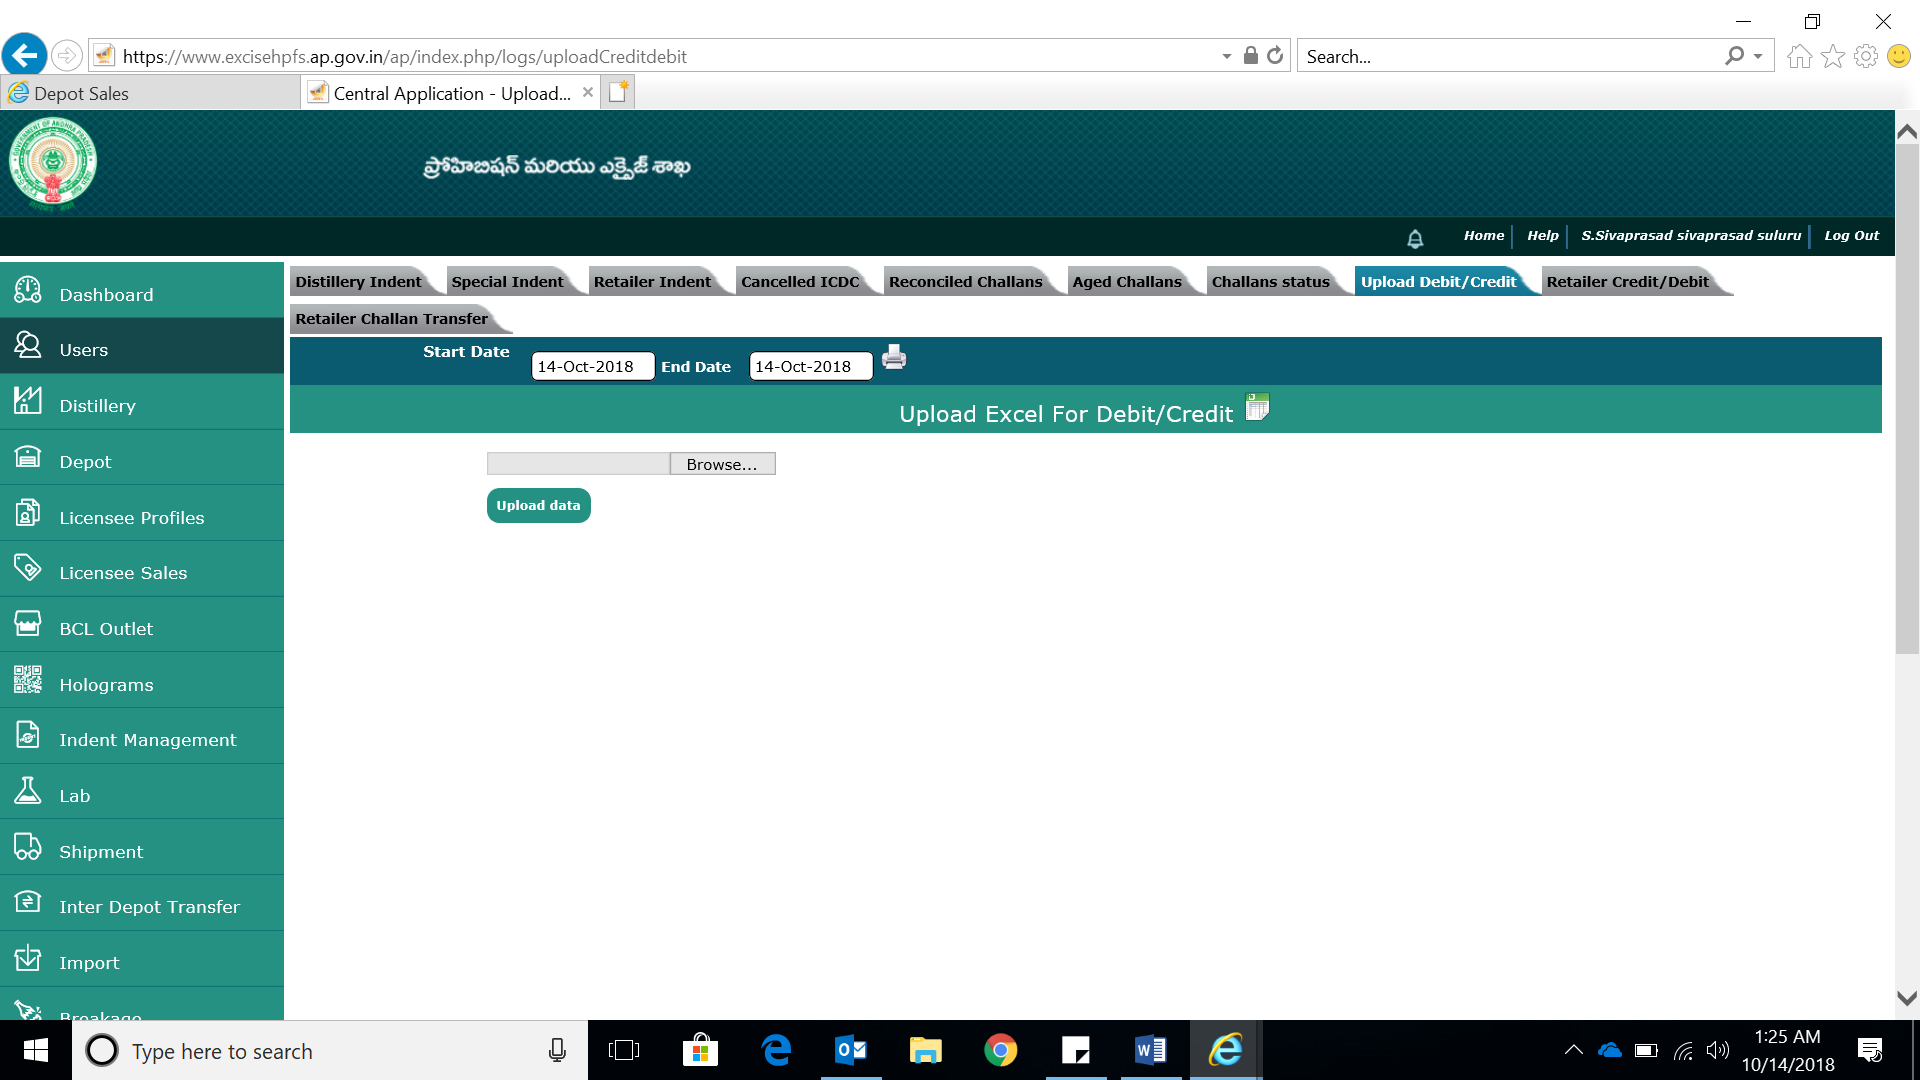 https://www.excisehpfs.ap.gov.in/ap/index.php/logs/uploadCreditdebit
Search...
Depot Sales
Central Application - Upload...
ప్రోహిబిషన్ మరియు ఎక్సైజ్ శాఖ
Home
Help
S.Sivaprasad sivaprasad suluru
Log Out
Dashboard
Users
Distillery
Depot
Licensee Profiles
Licensee Sales
BCL Outlet
Holograms
Indent Management
Lab
Shipment
Inter Depot Transfer
Import
Breakage
Distillery Indent
Special Indent
Retailer Indent
Cancelled ICDC
Reconciled Challans
Aged Challans
Challans status
Upload Debit/Credit
Retailer Credit/Debit
Retailer Challan Transfer
Start Date 14-Oct-2018 End Date 14-Oct-2018
Upload Excel For Debit/Credit
Browse...
Upload data
Type here to search
1:25 AM
10/14/2018